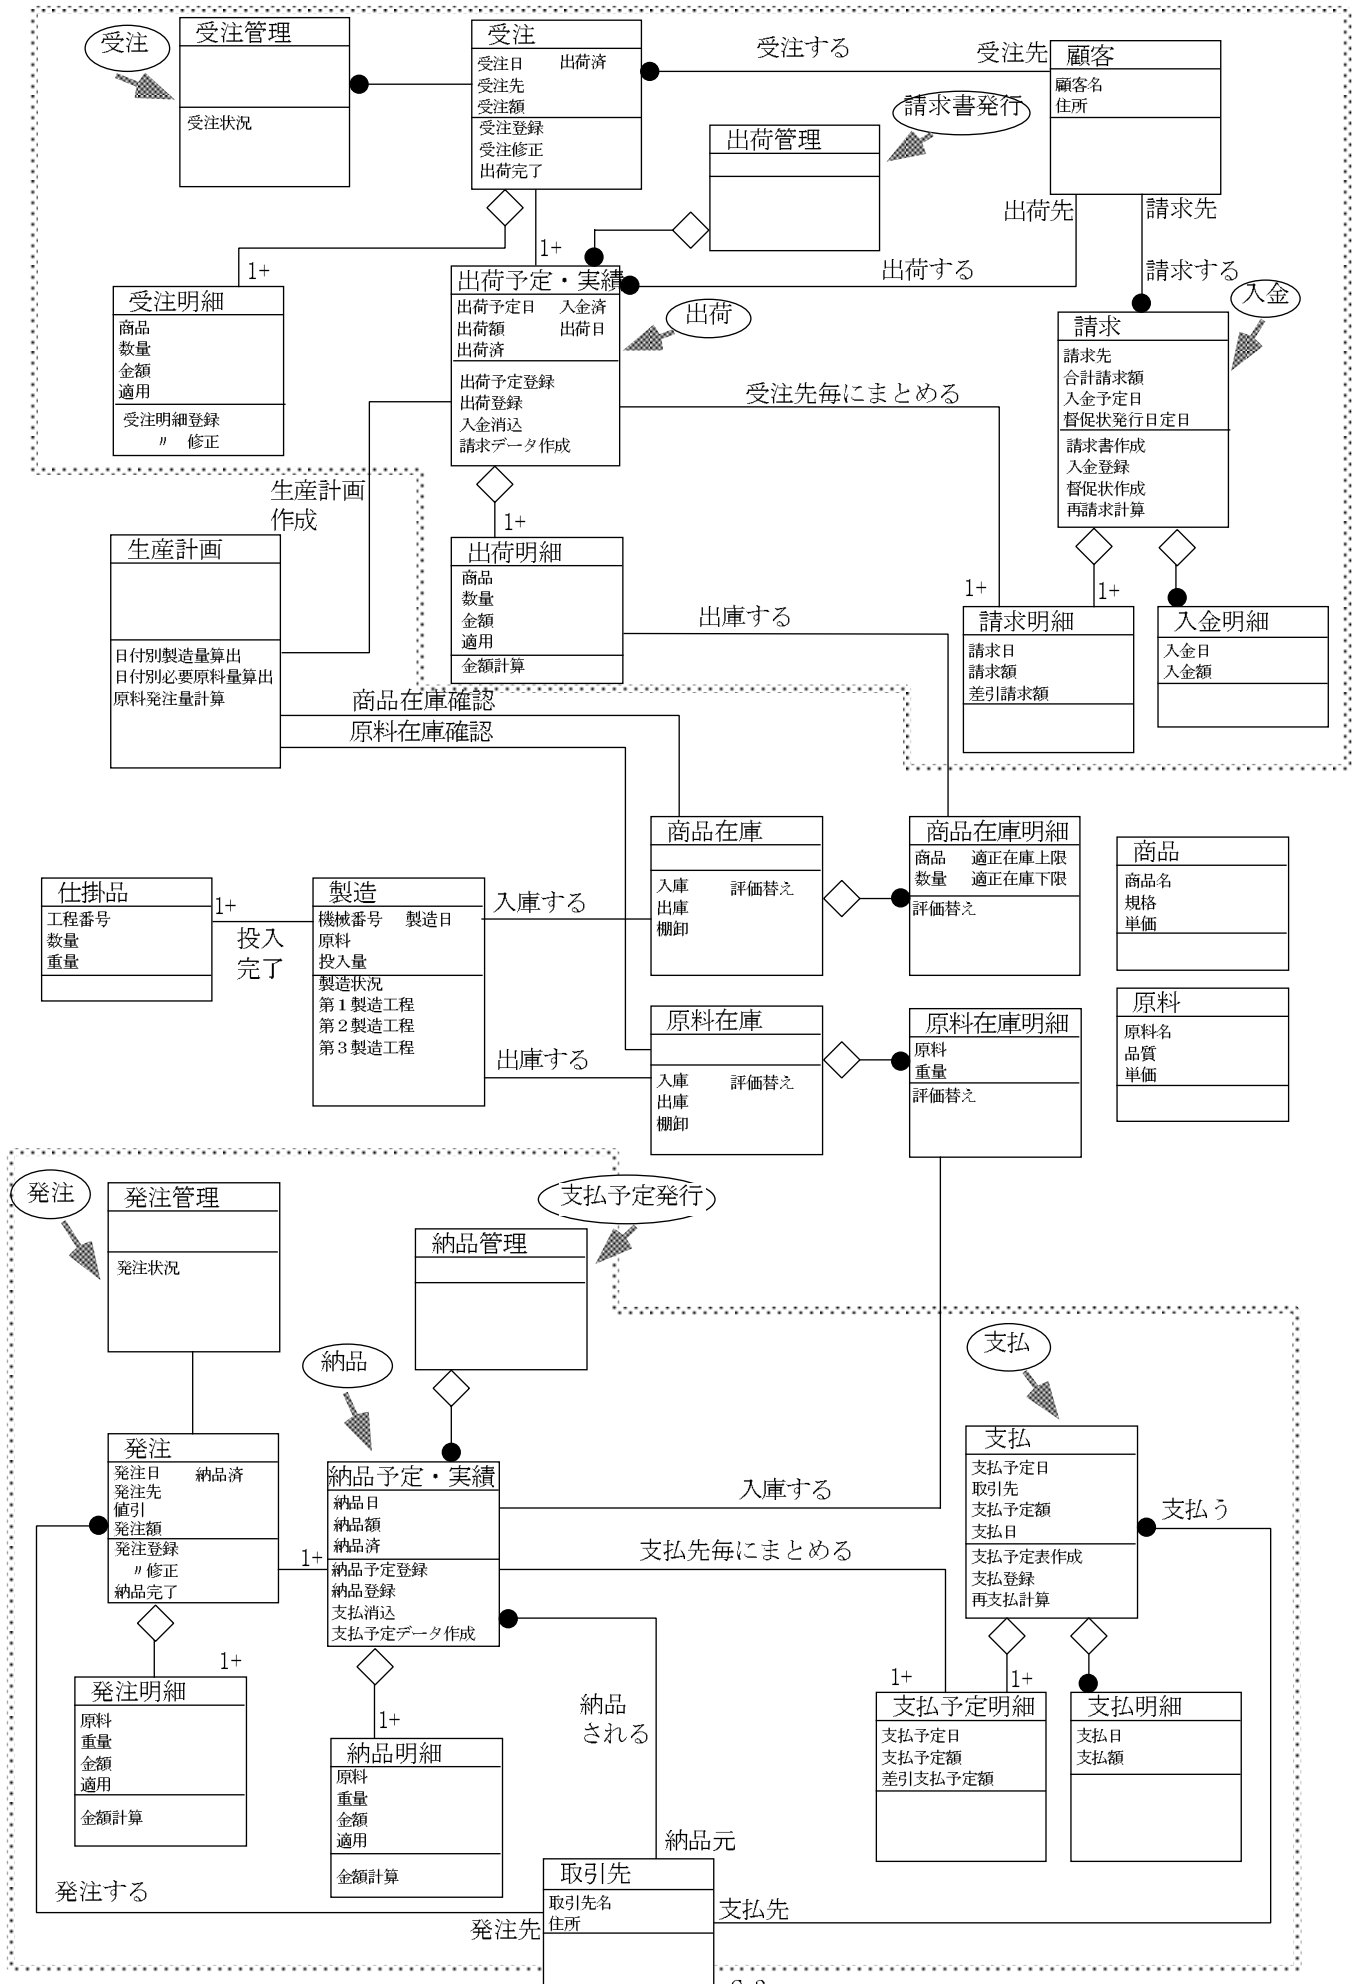 受注
受注管理
受注状況
受注
受注日 出荷済
受注先
受注額
受注登録
受注修正
出荷完了
受注する
受注先
顧客
顧客名
住所
請求書発行
出荷管理
出荷先
請求先
出荷する
請求する
入金
1+
1+
受注明細
商品
数量
金額
適用
受注明細登録
〃 修正
出荷予定・実績
出荷予定日 入金済
出荷額 出荷日
出荷済
出荷予定登録
出荷登録
入金消込
請求データ作成
出荷
請求
請求先
合計請求額
入金予定日
督促状発行日定日
請求書作成
入金登録
督促状作成
再請求計算
受注先毎にまとめる
生産計画
作成
1+
生産計画
日付別製造量算出
日付別必要原料量算出
原料発注量計算
出荷明細
商品
数量
金額
適用
金額計算
出庫する
1+
1+
請求明細
請求日
請求額
差引請求額
入金明細
入金日
入金額
商品在庫確認
原料在庫確認
商品在庫
入庫 評価替え
出庫
棚卸
商品在庫明細
商品 適正在庫上限
数量 適正在庫下限
評価替え
商品
商品名
規格
単価
仕掛品
工程番号
数量
重量
1+
投入
完了
製造
機械番号 製造日
原料
投入量
製造状況
第1製造工程
第2製造工程
第3製造工程
入庫する
出庫する
原料在庫
入庫 評価替え
出庫
棚卸
原料在庫明細
原料
重量
評価替え
原料
原料名
品質
単価
発注
発注管理
発注状況
支払予定発行
納品管理
納品
支払
発注
発注日 納品済
発注先
値引
発注額
発注登録
〃修正
納品完了
1+
納品予定・実績
納品日
納品額
納品済
納品予定登録
納品登録
支払消込
支払予定データ作成
入庫する
支払先毎にまとめる
支払
支払予定日
取引先
支払予定額
支払日
支払予定表作成
支払登録
再支払計算
支払う
1+
発注明細
原料
重量
金額
適用
金額計算
1+
納品明細
原料
重量
金額
適用
金額計算
納品
される
1+
1+
支払予定明細
支払予定日
支払予定額
差引支払予定額
支払明細
支払日
支払額
納品元
発注する
発注先
取引先
取引先名
住所
支払先